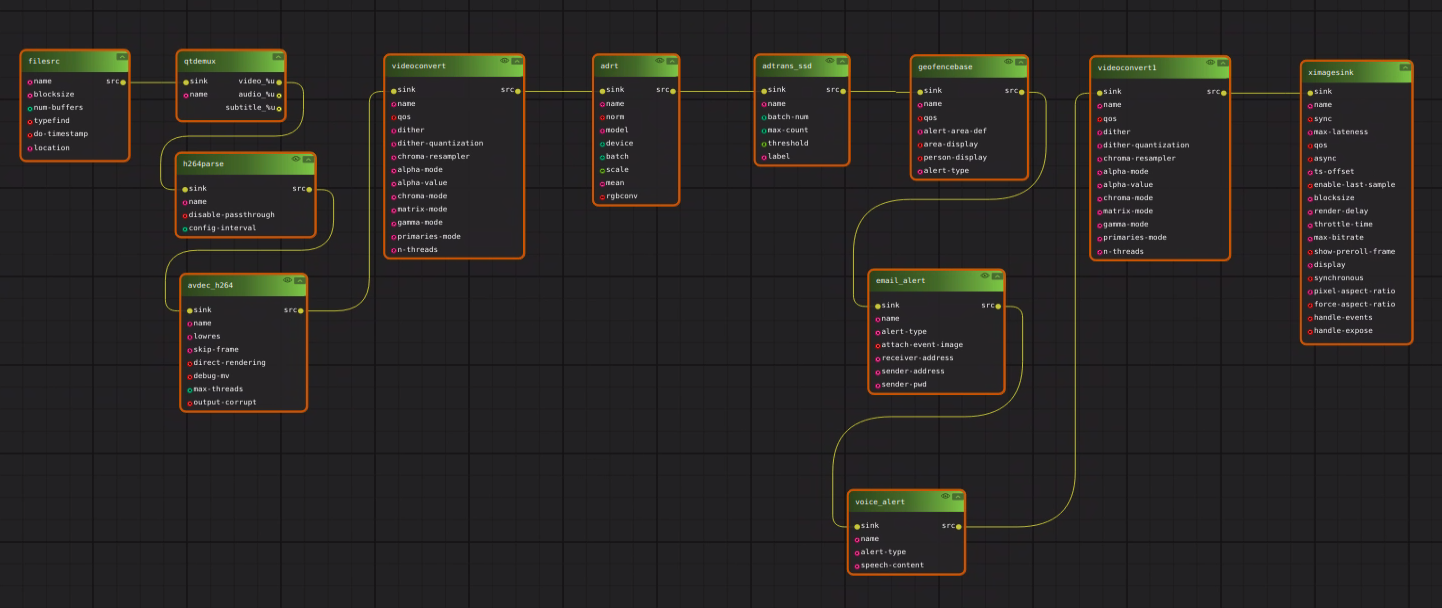 filesrc
name src
blocksize
num-buffers
typefind
do-timestamp
location
qtdemux
sink video_%u
name audio_%u
subtitle_%u
h264parse
sink src
name
disable-passthrough
config-interval
avdec_h264
sink src
name
lowres
skip-frame
direct-rendering
debug-mv
max-threads
output-corrupt
videoconvert
sink src
name
qos
dither
dither-quantization
chroma-resampler
alpha-mode
alpha-value
chroma-mode
matrix-mode
gamma-mode
primaries-mode
n-threads
adrt
sink src
name
norm
model
device
batch
scale
mean
rgbconv
adtrans_ssd
sink src
name
batch-num
max-count
threshold
label
geofencebase
sink src
name
qos
alert-area-def
area-display
person-display
alert-type
email_alert
sink src
name
alert-type
attach-event-image
receiver-address
sender-address
sender-pwd
voice_alert
sink src
name
alert-type
speech-content
videoconvert1
sink src
name
qos
dither
dither-quantization
chroma-resampler
alpha-mode
alpha-value
chroma-mode
matrix-mode
gamma-mode
primaries-mode
n-threads
ximagesink
sink
name
sync
max-lateness
qos
async
ts-offset
enable-last-sample
blocksize
render-delay
throttle-time
max-bitrate
show-preroll-frame
display
synchronous
pixel-aspect-ratio
force-aspect-ratio
handle-events
handle-expose